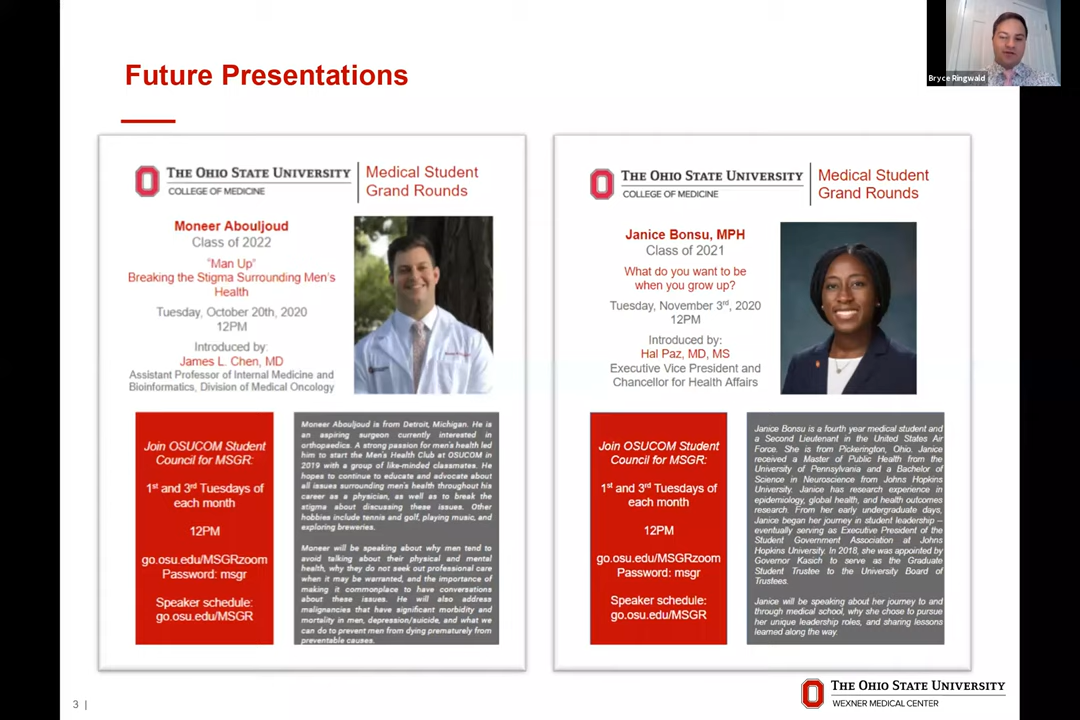 Future Presentations
Bryce Ringwald
THE OHIO STATE UNIVERSITY
COLLEGE OF MEDICINE
Medical Student
Grand Rounds
Moneer Abouljoud
Class of 2022
"Man Up"
Breaking the Stigma Surrounding Men's
Health
Tuesday, October 20th, 2020
12PM
Introduced by:
James L. Chen, MD
Assistant Professor of Internal Medicine and
Bioinformatics, Division of Medical Oncology
Join OSUCOM Student
Council for MSGR:
1st and 3rd Tuesdays of
each month
12PM
go.osu.edu/MSGRzoom
Password: msgr
Speaker schedule:
go.osu.edu/MSGR
Moneer Abouljoud is from Detroit, Michigan. He is
an aspiring surgeon currently interested in
orthopaedics. A strong passion for men's health led
him to start the Men's Health Club at OSUCOM in
2019 with a group of like-minded classmates. He
hopes to continue to educate and advocate about
all issues surrounding men's health throughout his
career as a physician, as well as to break the
stigma about discussing these issues. Other
hobbies include tennis and golf, playing music, and
exploring breweries.
Moneer will be speaking about why men tend to
avoid talking about their physical and mental
health, why they do not seek out professional care
when it may be warranted, and the importance of
making it commonplace to have conversations
about these issues. He will also address
malignancies that have significant morbidity and
mortality in men, depression/suicide, and what we
can do to prevent men from dying prematurely from
preventable causes.
THE OHIO STATE UNIVERSITY
COLLEGE OF MEDICINE
Medical Student
Grand Rounds
Janice Bonsu, MPH
Class of 2021
What do you want to be
when you grow up?
Tuesday, November 3rd, 2020
12PM
Introduced by:
Hal Paz, MD, MS
Executive Vice President and
Chancellor for Health Affairs
Join OSUCOM Student
Council for MSGR:
1st and 3rd Tuesdays of
each month
12PM
go.osu.edu/MSGRzoom
Password: msgr
Speaker schedule:
go.osu.edu/MSGR
Janice Bonsu is a fourth year medical student and
a Second Lieutenant in the United States Air
Force. She is from Pickerington, Ohio. Janice
received a Master of Public Health from the
University of Pennsylvania and a Bachelor of
Science in Neuroscience from Johns Hopkins
University. Janice has research experience in
epidemiology, global health, and health outcomes
research. From her early undergraduate days,
Janice began her journey in student leadership –
eventually serving as Executive President of the
Student Government Association at Johns
Hopkins University. In 2018, she was appointed by
Governor Kasich to serve as the Graduate
Student Trustee to the University Board of
Trustees.
Janice will be speaking about her journey to and
through medical school, why she chose to pursue
her unique leadership roles, and sharing lessons
learned along the way.
3 |
THE OHIO STATE UNIVERSITY
WEXNER MEDICAL CENTER